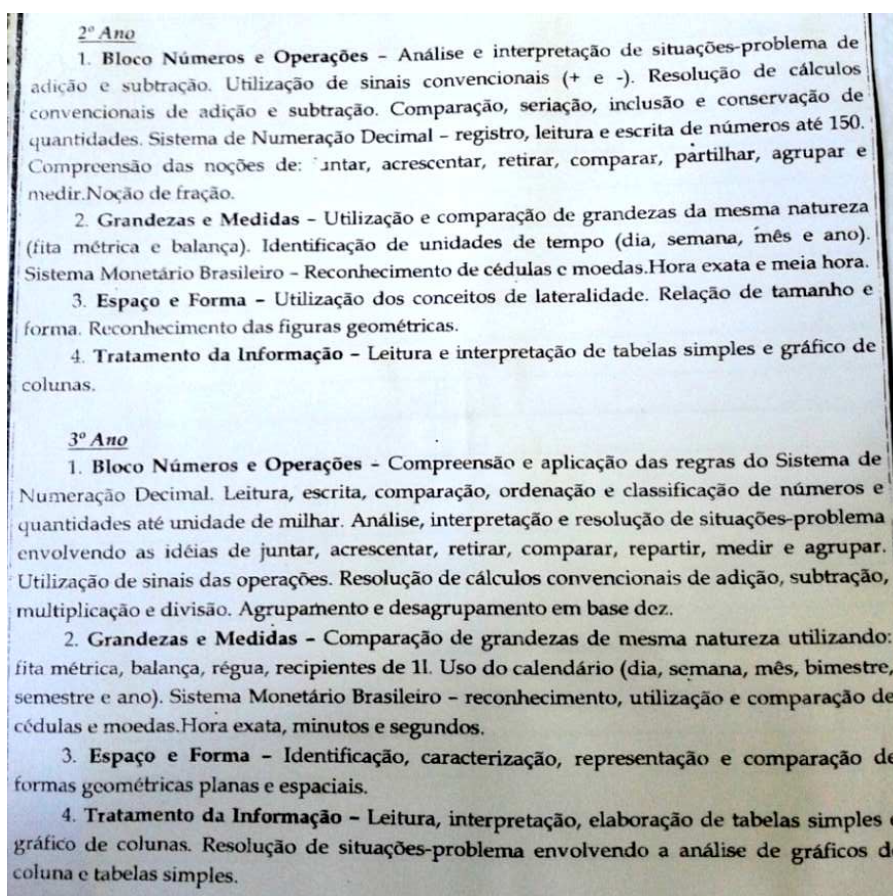 2º Ano
1. Bloco Números e Operações – Análise e interpretação de situações-problema de
adição e subtração. Utilização de sinais convencionais (+ e -). Resolução de cálculos
convencionais de adição e subtração. Comparação, seriação, inclusão e conservação de
quantidades. Sistema de Numeração Decimal – registro, leitura e escrita de números até 150.
Compreensão das noções de: untar, acrescentar, retirar, comparar, partilhar, agrupar e
medir.Noção de fração.
2. Grandezas e Medidas – Utilização e comparação de grandezas da mesma natureza
(fita métrica e balança). Identificação de unidades de tempo (dia, semana, mês e ano).
Sistema Monetário Brasileiro – Reconhecimento de cédulas e moedas.Hora exata e meia hora.
3. Espaço e Forma – Utilização dos conceitos de lateralidade. Relação de tamanho e
forma. Reconhecimento das figuras geométricas.
4. Tratamento da Informação – Leitura e interpretação de tabelas simples e gráfico de
colunas.
3º Ano
1. Bloco Números e Operações – Compreensão e aplicação das regras do Sistema de
Numeração Decimal. Leitura, escrita, comparação, ordenação e classificação de números e
quantidades até unidade de milhar. Análise, interpretação e resolução de situações-problema
envolvendo as idéias de juntar, acrescentar, retirar, comparar, repartir, medir e agrupar.
Utilização de sinais das operações. Resolução de cálculos convencionais de adição, subtração,
multiplicação e divisão. Agrupamento e desagrupamento em base dez.
2. Grandezas e Medidas – Comparação de grandezas de mesma natureza utilizando:
fita métrica, balança, régua, recipientes de 1l. Uso do calendário (dia, semana, mês, bimestre,
semestre e ano). Sistema Monetário Brasileiro – reconhecimento, utilização e comparação de
cédulas e moedas.Hora exata, minutos e segundos.
3. Espaço e Forma – Identificação, caracterização, representação e comparação de
formas geométricas planas e espaciais.
4. Tratamento da Informação – Leitura, interpretação, elaboração de tabelas simples e
gráfico de colunas. Resolução de situações-problema envolvendo a análise de gráficos d
coluna e tabelas simples.